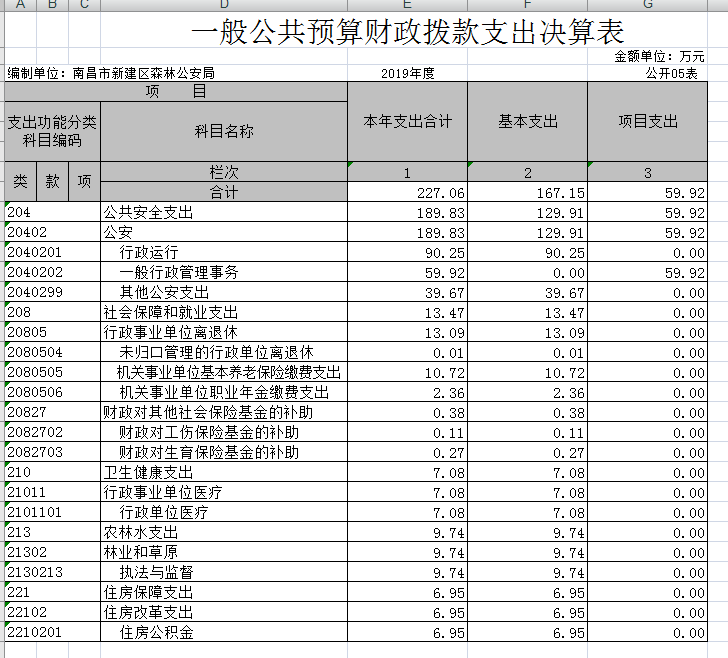 A B C D E F G
一般公共预算财政拨款支出决算表
金额单位：万元
编制单位：南昌市新建区森林公安局 2019年度 公开05表
项 目 本年支出合计 基本支出 项目支出
支出功能分类科目编码 科目名称
类 款 项 栏次 1 2 3
合计 227.06 167.15 59.92
204 公共安全支出 189.83 129.91 59.92
20402 公安 189.83 129.91 59.92
2040201 行政运行 90.25 90.25 0.00
2040202 一般行政管理事务 59.92 0.00 59.92
2040299 其他公安支出 39.67 39.67 0.00
208 社会保障和就业支出 13.47 13.47 0.00
20805 行政事业单位离退休 13.09 13.09 0.00
2080504 未归口管理的行政单位离退休 0.01 0.01 0.00
2080505 机关事业单位基本养老保险缴费支出 10.72 10.72 0.00
2080506 机关事业单位职业年金缴费支出 2.36 2.36 0.00
20827 财政对其他社会保险基金的补助 0.38 0.38 0.00
2082702 财政对工伤保险基金的补助 0.11 0.11 0.00
2082703 财政对生育保险基金的补助 0.27 0.27 0.00
210 卫生健康支出 7.08 7.08 0.00
21011 行政事业单位医疗 7.08 7.08 0.00
2101101 行政单位医疗 7.08 7.08 0.00
213 农林水支出 9.74 9.74 0.00
21302 林业和草原 9.74 9.74 0.00
2130213 执法与监督 9.74 9.74 0.00
221 住房保障支出 6.95 6.95 0.00
22102 住房改革支出 6.95 6.95 0.00
2210201 住房公积金 6.95 6.95 0.00